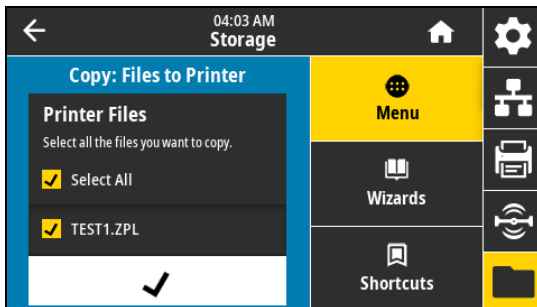 04:03 AM
Storage
Copy: Files to Printer
Printer Files
Select all the files you want to copy.
Select All
TEST1.ZPL
Menu
Wizards
Shortcuts